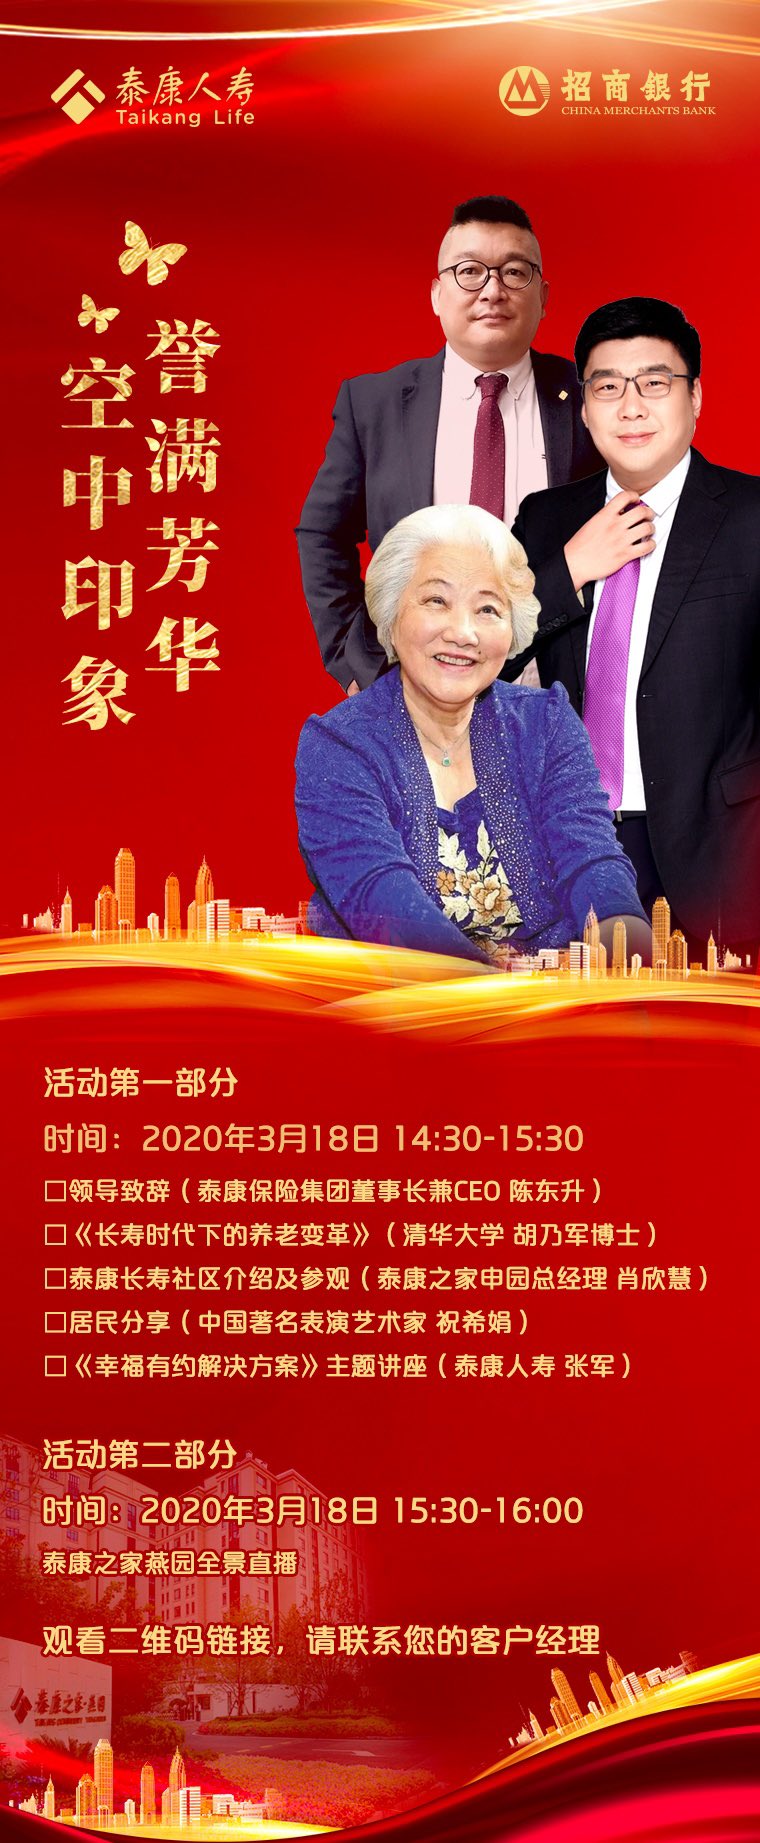 泰康人寿
Taikang Life
招商銀行
CHINA MERCHANTS BANK
誉满芳华
空中印象
活动第一部分
时间：2020年3月18日 14:30-15:30
□领导致辞（泰康保险集团董事长兼CEO 陈东升）
□《长寿时代下的养老变革》（清华大学 胡乃军博士）
□泰康长寿社区介绍及参观（泰康之家申园总经理 肖欣慧）
□居民分享（中国著名表演艺术家 祝希娟）
□《幸福有约解决方案》主题讲座（泰康人寿 张军）
活动第二部分
时间：2020年3月18日 15:30-16:00
泰康之家燕园全景直播
观看二维码链接，请联系您的客户经理
泰康之家·燕园